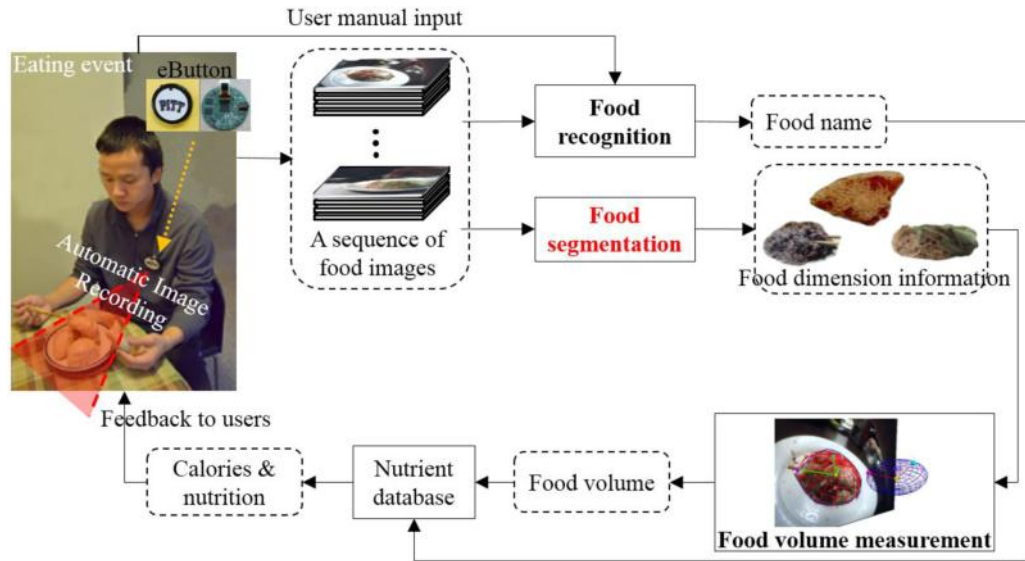 User manual input
Eating event
eButton
PITT
Automatic Image
Recording
A sequence of
food images
Food
recognition
Food name
Food
segmentation
Food dimension information
Feedback to users
Calories &
nutrition
Nutrient
database
Food volume
Food volume measurement